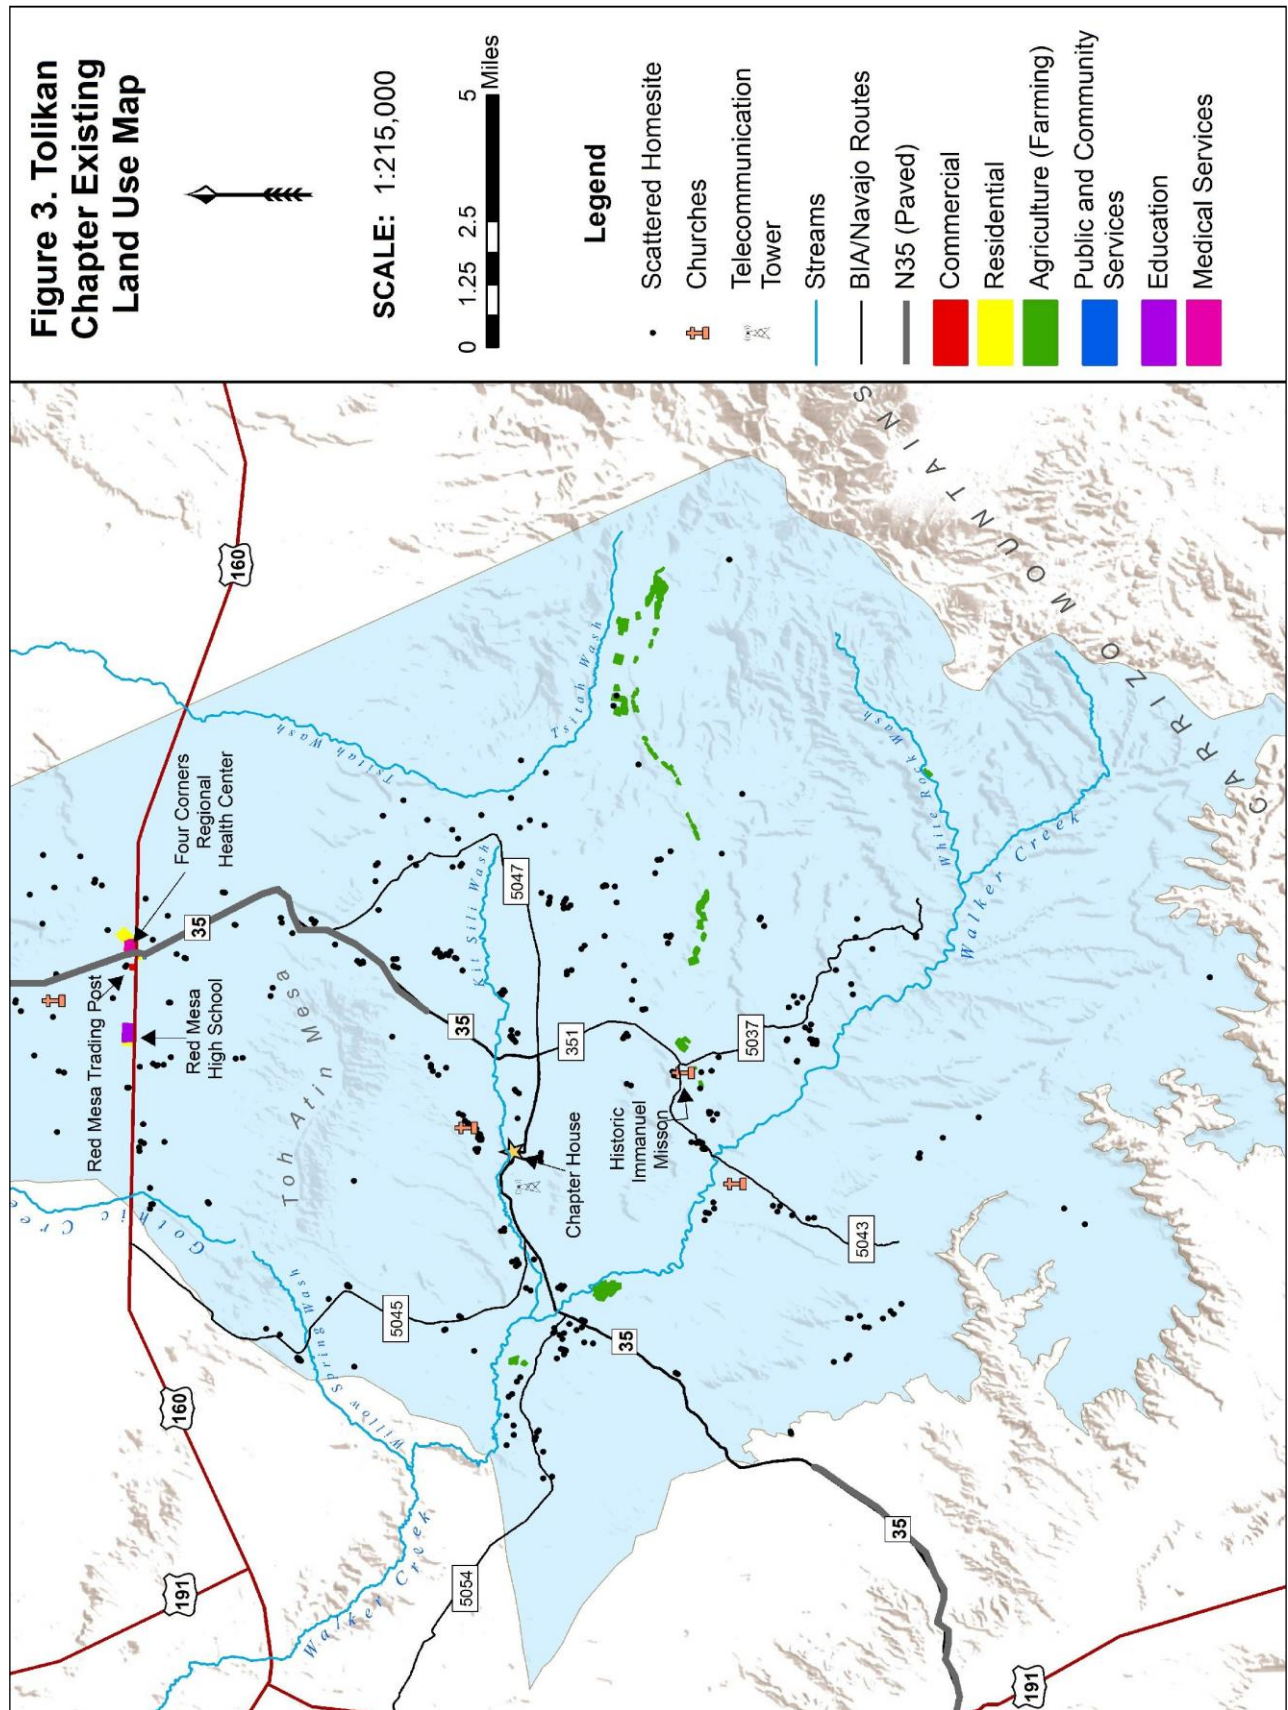 Figure 3. Tolikan
Chapter Existing
Land Use Map
SCALE: 1:215,000
0 1.25 2.5 5
Miles
Legend
Scattered Homesite
Churches
Telecommunication
Tower
Streams
BIA/Navajo Routes
N35 (Paved)
Commercial
Residential
Agriculture (Farming)
Public and Community
Services
Education
Medical Services
191
160
160
Gothic Cree
Red Mesa Trading Post
Red Mesa
High School
35
Four Corners
Regional
Health Center
Tsitah Wash
Walker Creek
Willow Spring Wash
5045
Toh Atin Mesa
5054
35
Kit Sili Wash
5047
Tsitah Wash
Chapter House
351
35
Historic
Immanuel
Misson
5037
5043
35
White Rock Wash
Walker Creek
191
CARRIZO MOUNTAINS